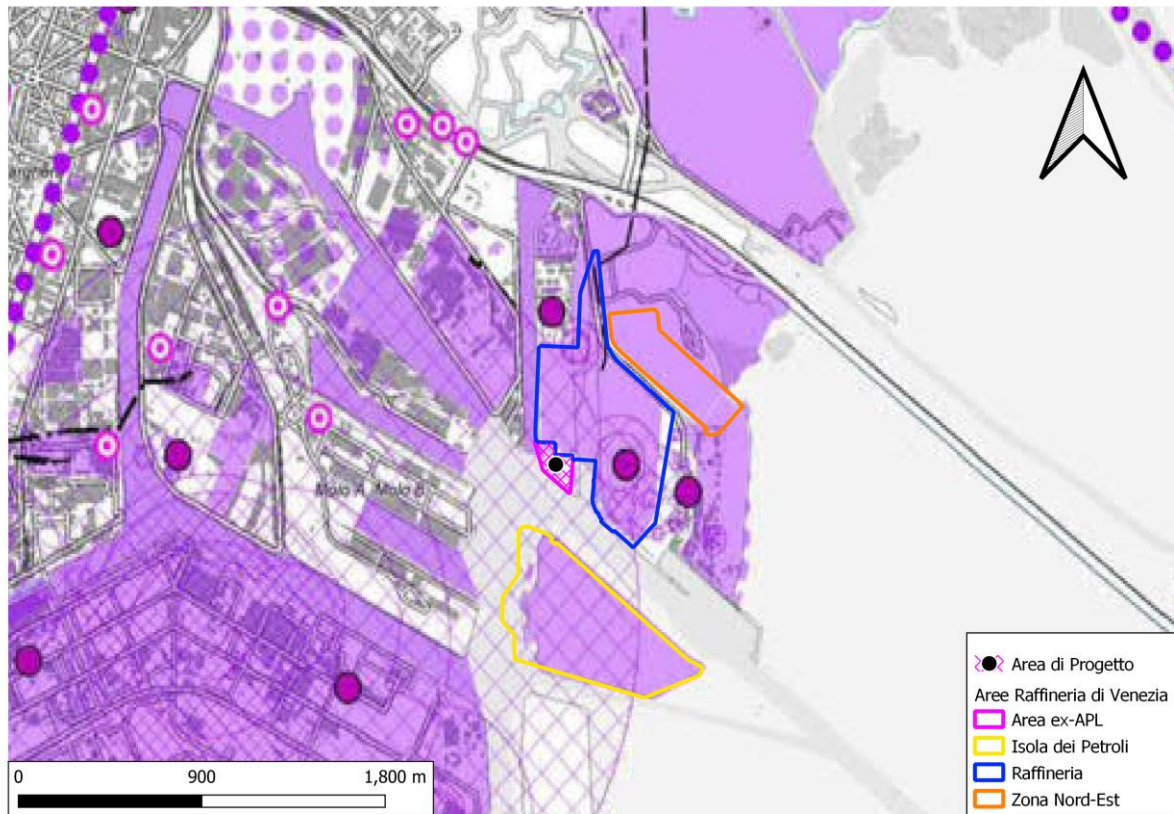 Molo A Molo B
Area di Progetto
Aree Raffineria di Venezia
Area ex-APL
Isola dei Petroli
Raffineria
Zona Nord-Est
0 900 1,800 m